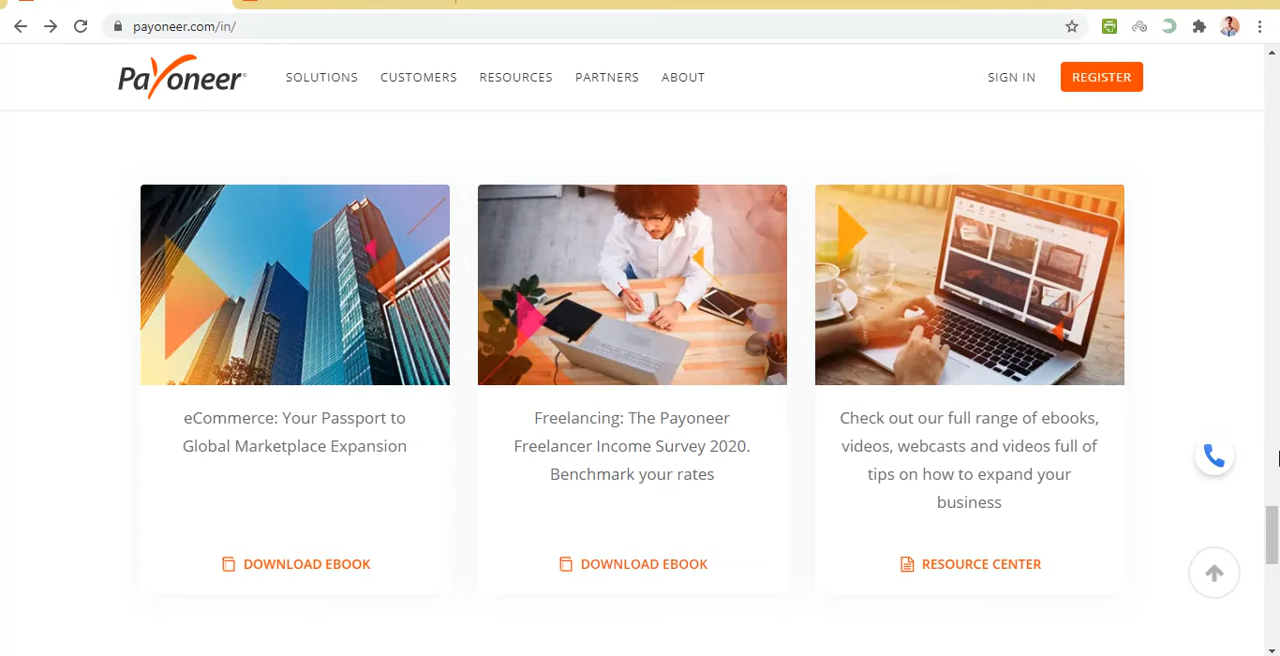 payoneer.com/in/
Payoneer
SOLUTIONS CUSTOMERS RESOURCES PARTNERS ABOUT SIGN IN REGISTER
eCommerce: Your Passport to
Global Marketplace Expansion
DOWNLOAD EBOOK
Freelancing: The Payoneer
Freelancer Income Survey 2020.
Benchmark your rates
DOWNLOAD EBOOK
Check out our full range of ebooks,
videos, webcasts and videos full of
tips on how to expand your
business
RESOURCE CENTER